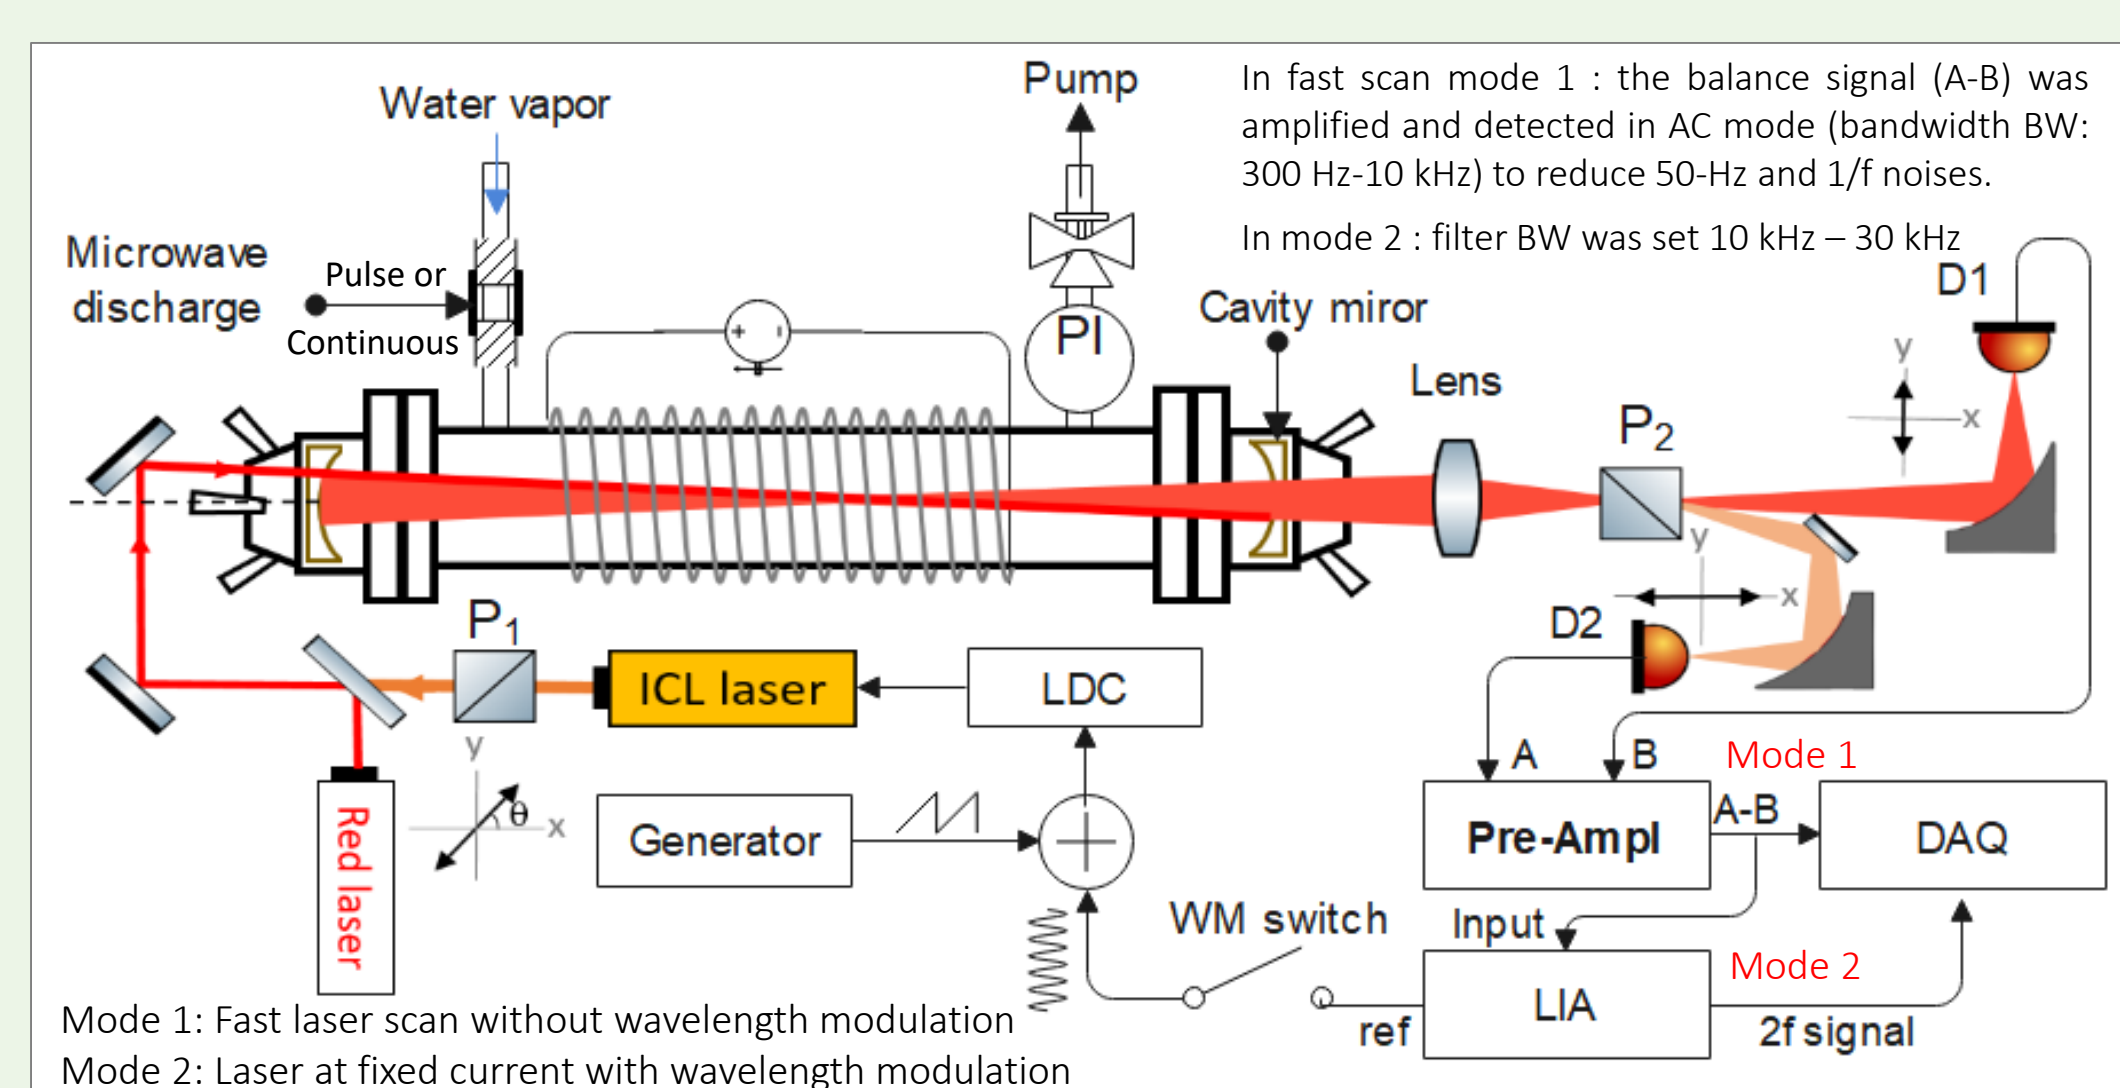 Water vapor
Pump
In fast scan mode 1 : the balance signal (A-B) was
amplified and detected in AC mode (bandwidth BW:
300 Hz-10 kHz) to reduce 50-Hz and 1/f noises.
In mode 2 : filter BW was set 10 kHz – 30 kHz
Microwave
discharge
Pulse or
Continuous
+
PI
Cavity miror
Lens
P2
D1
y
x
y
x
D2
P1
ICL laser
LDC
y
θ
x
Red laser
Generator
A
B
Mode 1
Pre-Ampl
A-B
DAQ
WM switch
Input
Mode 2
LIA
ref
2f signal
Mode 1: Fast laser scan without wavelength modulation
Mode 2: Laser at fixed current with wavelength modulation